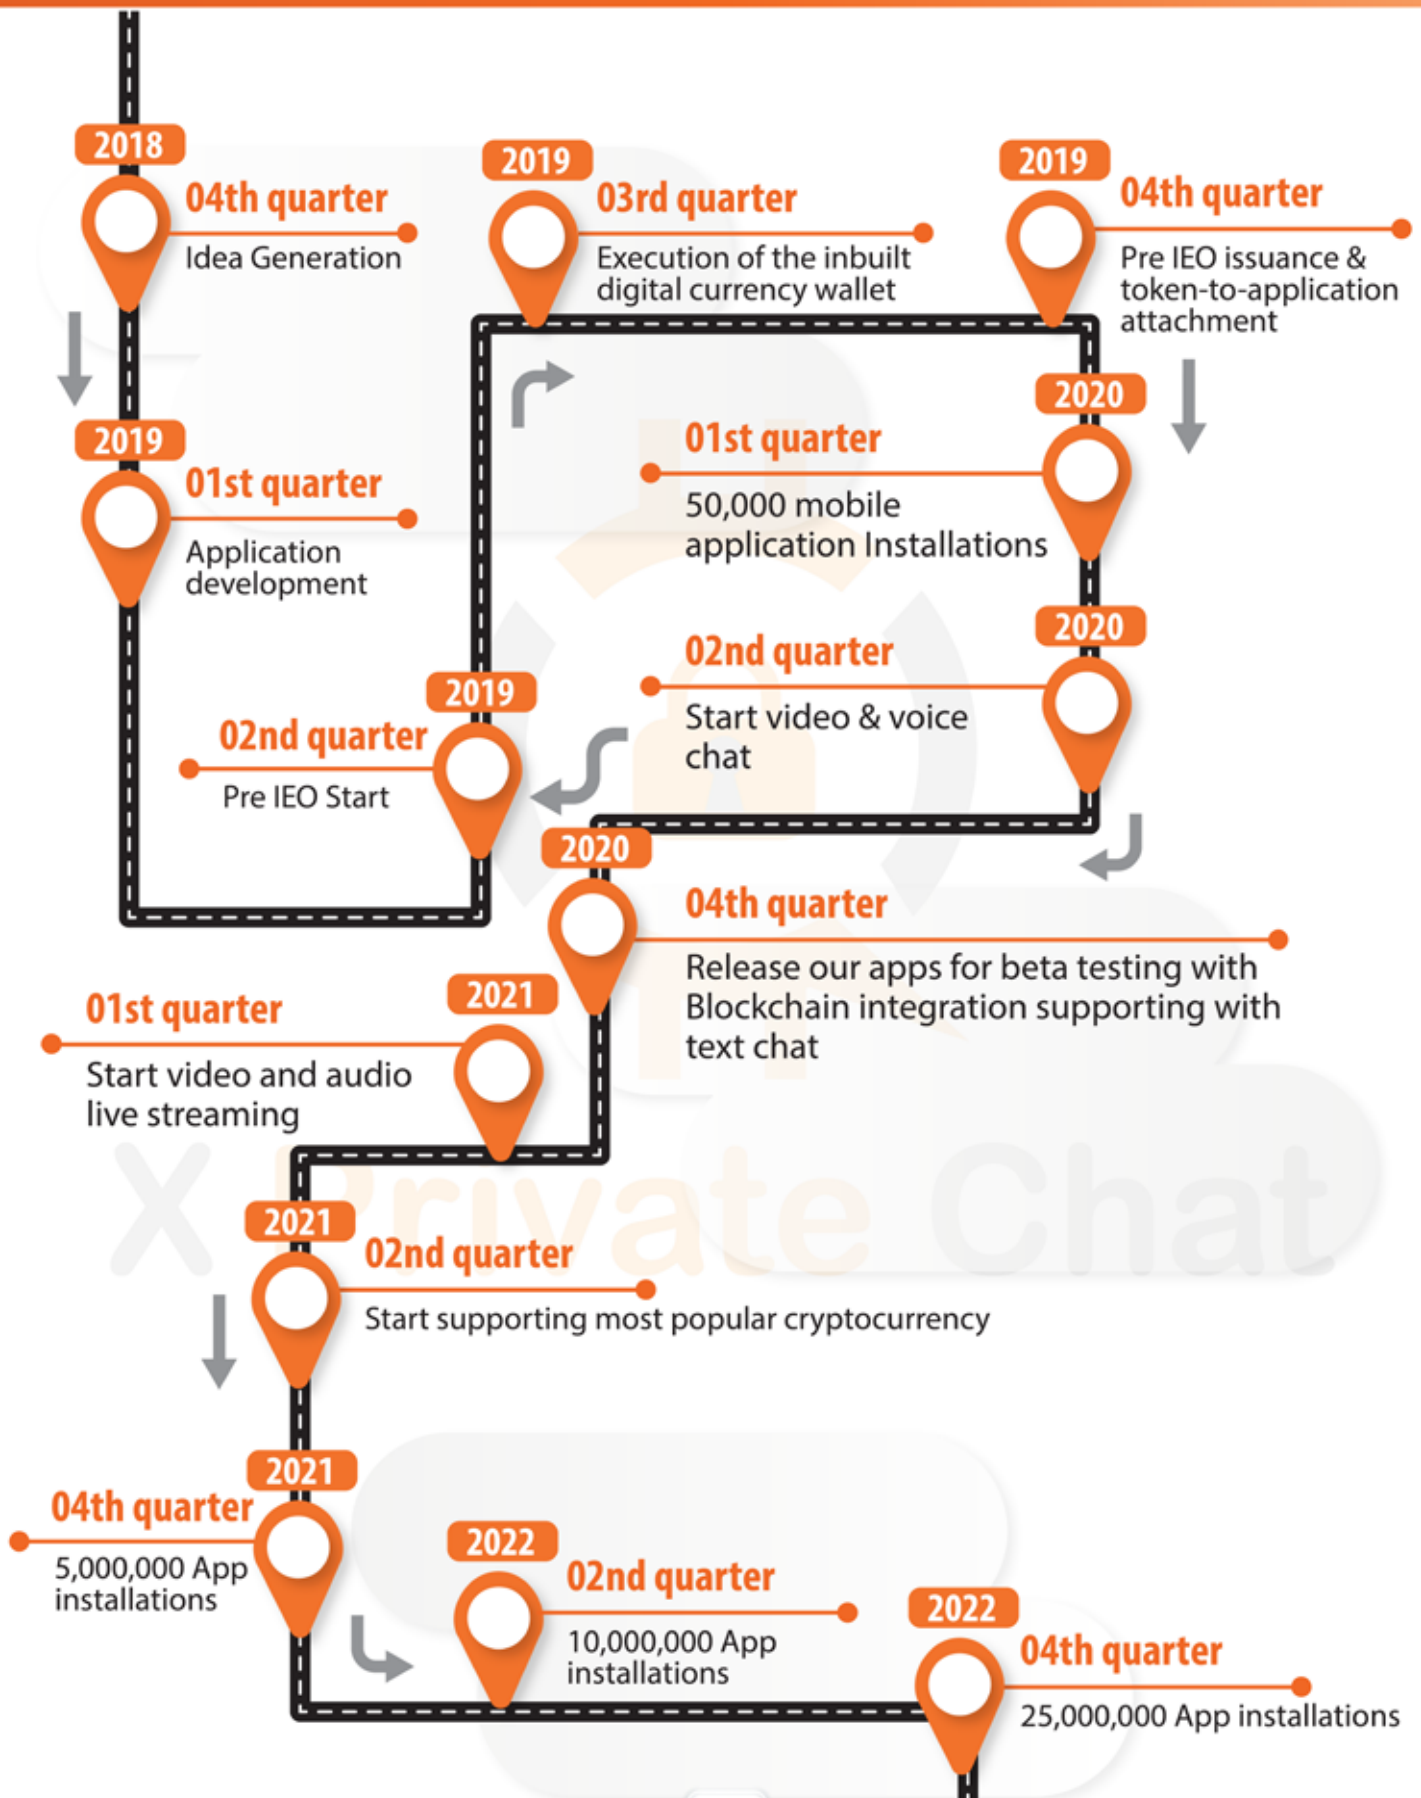 2018
04th quarter
Idea Generation
2019
01st quarter
Application
development
2019
02nd quarter
Pre IEO Start
2019
03rd quarter
Execution of the inbuilt
digital currency wallet
2019
04th quarter
Pre IEO issuance &
token-to-application
attachment
2020
01st quarter
50,000 mobile
application Installations
2020
02nd quarter
Start video & voice
chat
2020
04th quarter
Release our apps for beta testing with
Blockchain integration supporting with
text chat
2021
01st quarter
Start video and audio
live streaming
X Private Chat
2021
02nd quarter
Start supporting most popular cryptocurrency
2021
04th quarter
5,000,000 App
installations
2022
02nd quarter
10,000,000 App
installations
2022
04th quarter
25,000,000 App installations